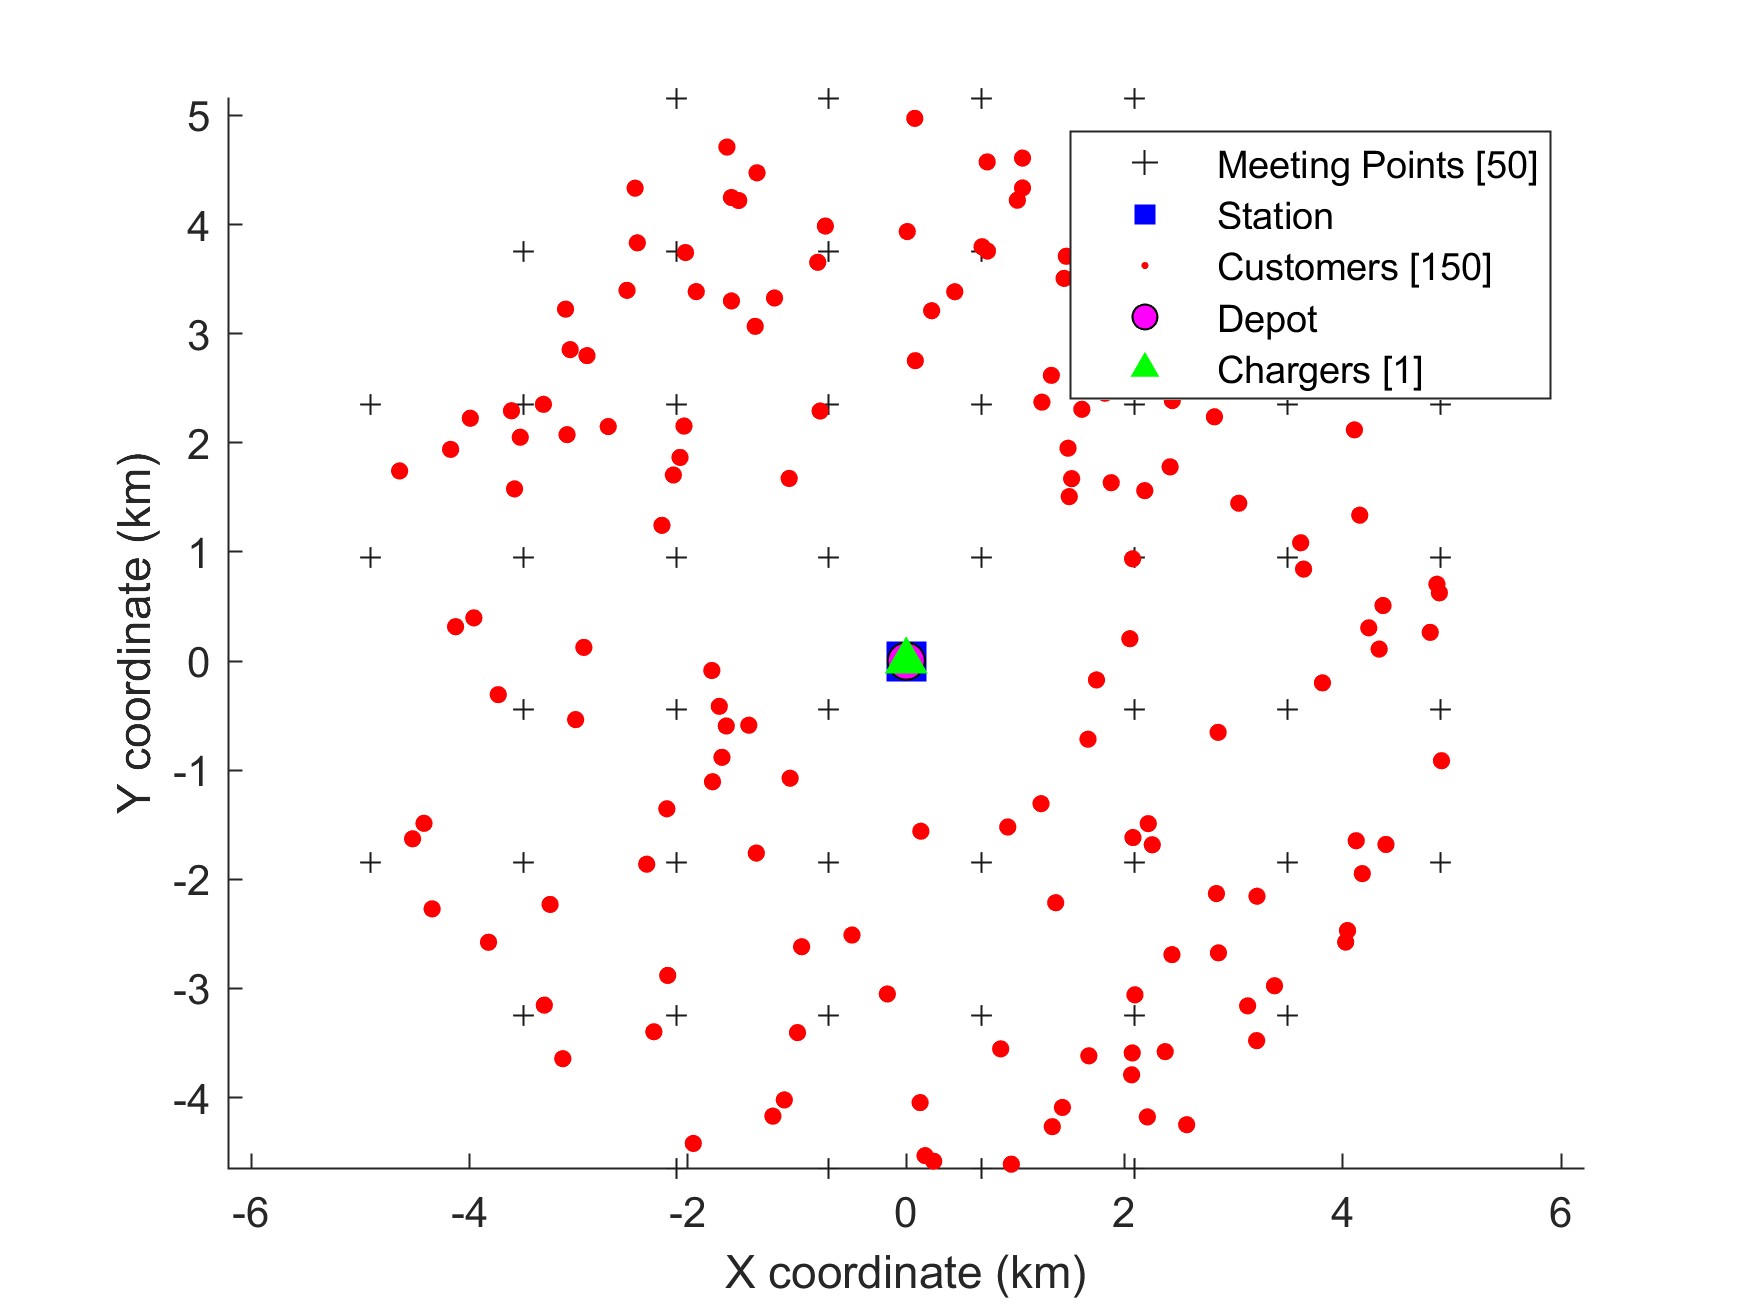 5
4
3
2
1
0
-1
-2
-3
-4
Y coordinate (km)
Meeting Points [50]
Station
Customers [150]
Depot
Chargers [1]
-6 -4 -2 0 2 4 6
X coordinate (km)